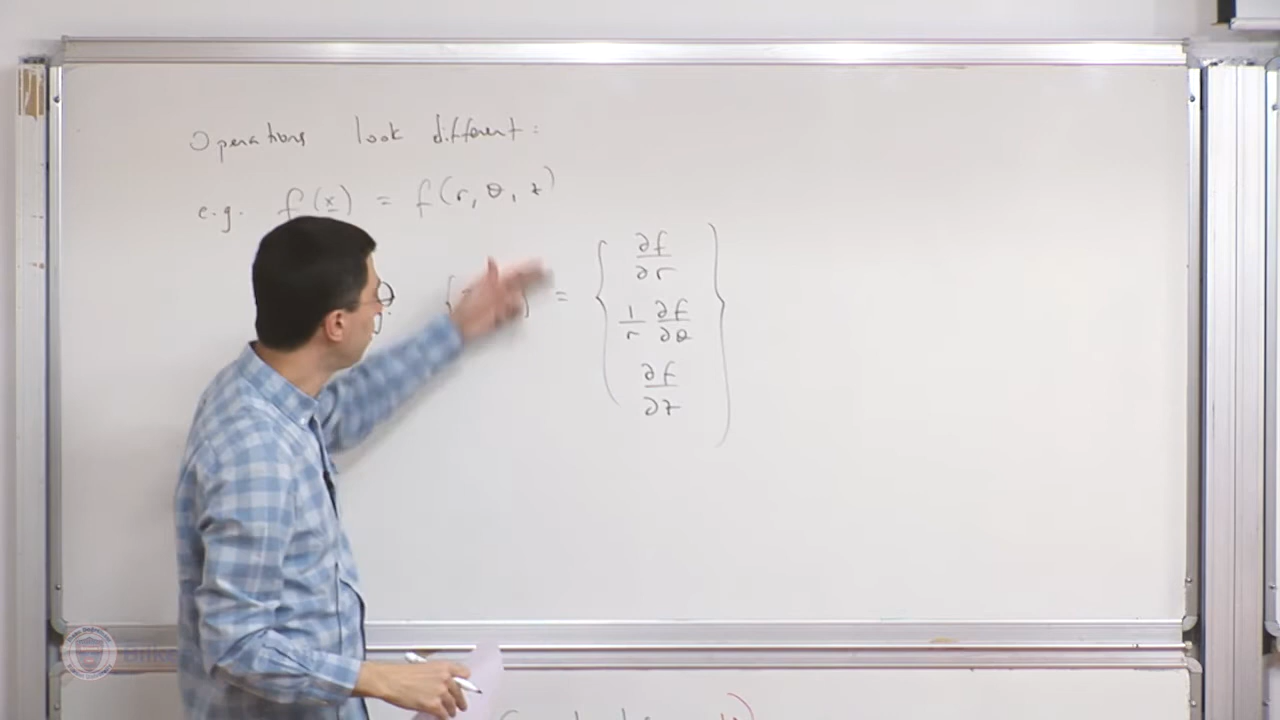 Operations look different:
e.g. f(x) = f(r, θ, z)
= { ∂f/∂r
1/r ∂f/∂θ
∂f/∂z }